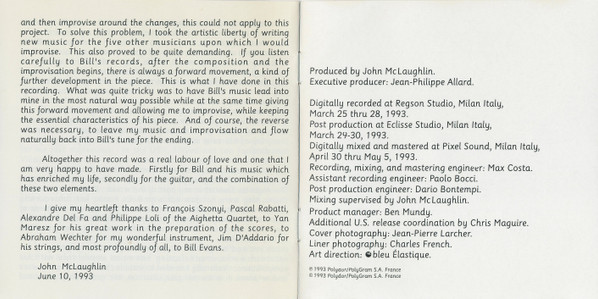 and then improvise around the changes, this could not apply to this
project. To solve this problem, I took the artistic liberty of writing
new music for the five other musicians upon which I would
improvise. This also proved to be quite demanding. If you listen
carefully to Bill's records, after the composition and the
improvisation begins, there is always a forward movement, a kind of
further development in the piece. This is what I have done in this
recording. What was quite tricky was to have Bill's music lead into
mine in the most natural way possible while at the same time giving
this forward movement and allowing me to improvise, while keeping
the essential characteristics of his piece. And of course, the reverse
was necessary, to leave my music and improvisation and flow
naturally back into Bill's tune for the ending.
Altogether this record was a real labour of love and one that I
am very happy to have made. Firstly for Bill and his music which
has enriched my life, secondly for the guitar, and the combination of
these two elements.
I give my heartleft thanks to François Szonyi, Pascal Rabatti,
Alexandre Del Fa and Philippe Loli of the Aighetta Quartet, to Yan
Maresz for his great work in the preparation of the scores, to
Abraham Wechter for my wonderful instrument, Jim D'Addario for
his strings, and most profoundly of all, to Bill Evans.
John McLaughlin
June 10, 1993
Produced by John McLaughlin.
Executive producer: Jean-Philippe Allard.
Digitally recorded at Regson Studio, Milan Italy,
March 25 thru 28, 1993.
Post production at Eclisse Studio, Milan Italy,
March 29-30, 1993.
Digitally mixed and mastered at Pixel Sound, Milan Italy,
April 30 thru May 5, 1993.
Recording, mixing, and mastering engineer: Max Costa.
Assistant recording engineer: Paolo Bocci.
Post production engineer: Dario Bontempi.
Mixing supervised by John McLaughlin.
Product manager: Ben Mundy.
Additional U.S. release coordination by Chris Maguire.
Cover photography: Jean-Pierre Larcher.
Liner photography: Charles French.
Art direction: bleu Élastique.
℗ 1993 Polydor/PolyGram S.A. France
© 1993 Polydor/PolyGram S.A. France